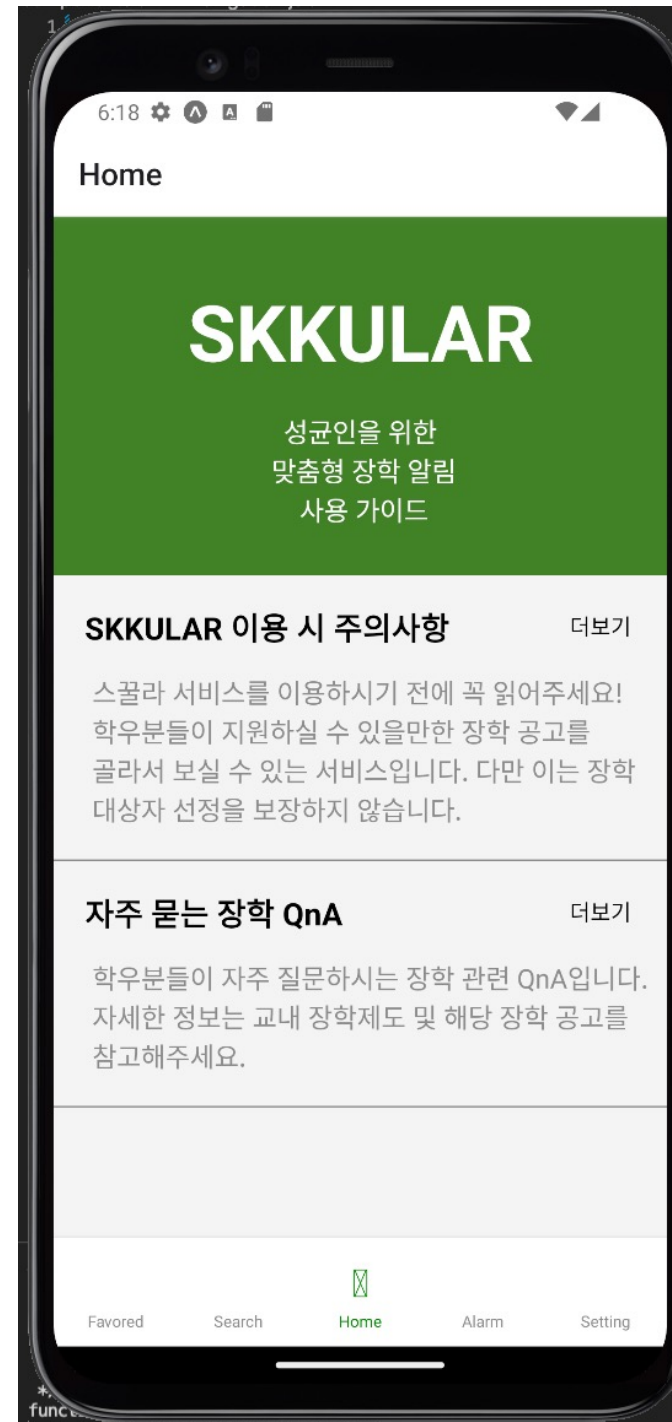 1
6:18
Home
SKKULAR
성균인을 위한
맞춤형 장학 알림
사용 가이드
SKKULAR 이용 시 주의사항 더보기
스꿀라 서비스를 이용하시기 전에 꼭 읽어주세요!
학우분들이 지원하실 수 있을만한 장학 공고를
골라서 보실 수 있는 서비스입니다. 다만 이는 장학
대상자 선정을 보장하지 않습니다.
자주 묻는 장학 QnA 더보기
학우분들이 자주 질문하시는 장학 관련 QnA입니다.
자세한 정보는 교내 장학제도 및 해당 장학 공고를
참고해주세요.
Favored Search Home Alarm Setting